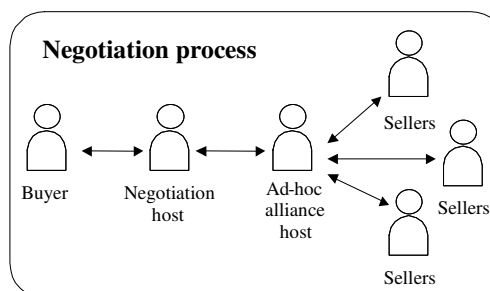 Negotiation process
Sellers
Buyer
Negotiation
host
Ad-hoc
alliance
host
Sellers
Sellers